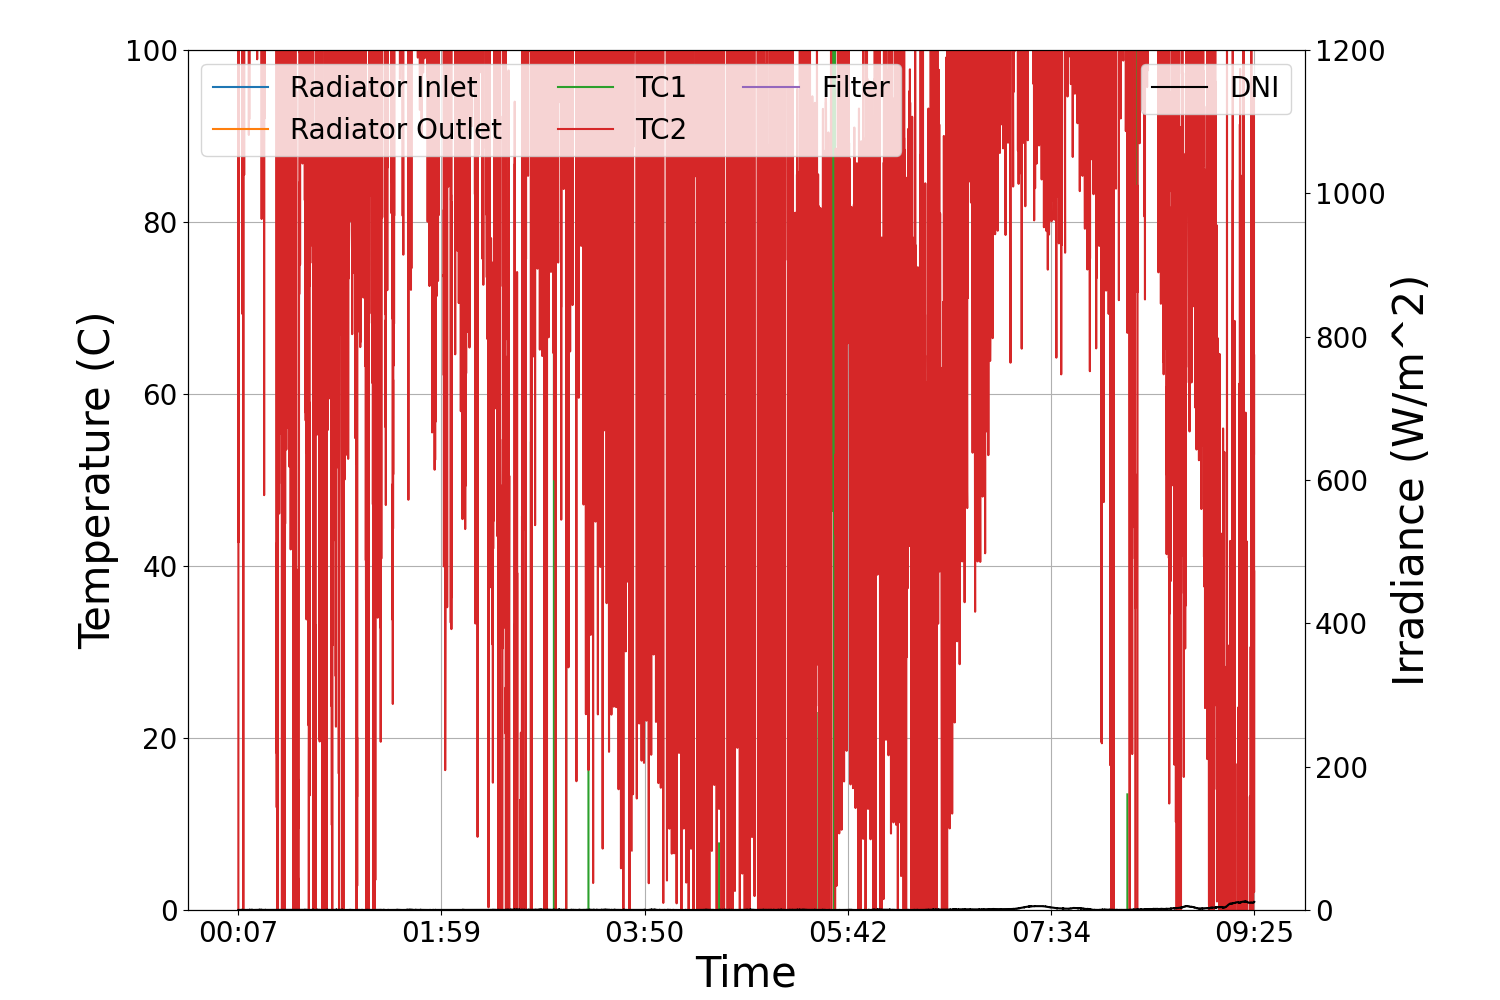 100
80
60
40
20
0
Temperature (C)
Radiator Inlet
Radiator Outlet
TC1
TC2
Filter
DNI
1200
1000
800
600
400
200
0
Irradiance (W/m^2)
00:07
01:59
03:50
05:42
07:34
09:25
Time